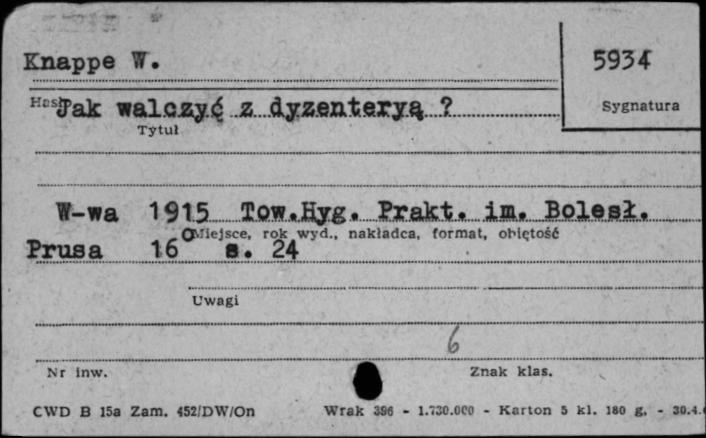 Knappe W.
5934
Hasło
Jak walczyć z dyzenteryą ?
Sygnatura
Tytuł
W-wa 1915 Tow.Hyg. Prakt. im. Bolesł.
Miejsce, rok wyd., nakładca, format, objętość
Prusa 16° s. 24
Uwagi
6
Nr inw.
Znak klas.
CWD B 15a Zam. 452/DW/On Wrak 396 - 1.730.000 - Karton 5 kl. 180 g. - 30.4.